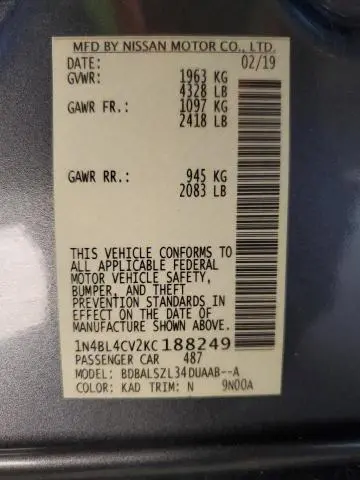 MFD BY NISSAN MOTOR CO., LTD.
DATE: 02/19
GVWR: 1963 KG
4328 LB
GAWR FR.: 1097 KG
2418 LB
GAWR RR.: 945 KG
2083 LB
THIS VEHICLE CONFORMS TO
ALL APPLICABLE FEDERAL
MOTOR VEHICLE SAFETY,
BUMPER, AND THEFT
PREVENTION STANDARDS IN
EFFECT ON THE DATE OF
MANUFACTURE SHOWN ABOVE.
1N4BL4CV2KC188249
PASSENGER CAR 487
MODEL: BDBALSZL34DUAAB--A
COLOR: KAD TRIM: N 9N00A